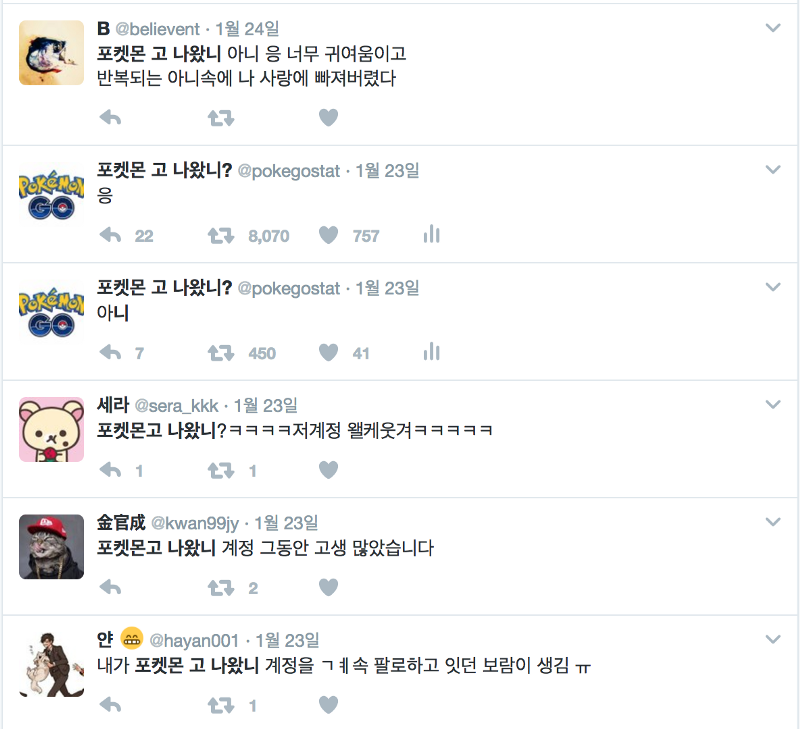 B @believent · 1월 24일
포켓몬 고 나왔니 아니 응 너무 귀여움이고
반복되는 아니속에 나 사랑에 빠져버렸다
포켓몬 고 나왔니? @pokegostat · 1월 23일
POKéMON
GO
응
22 8,070 757
포켓몬 고 나왔니? @pokegostat · 1월 23일
POKéMON
GO
아니
7 450 41
세라 @sera_kkk · 1월 23일
포켓몬고 나왔니?ㅋㅋㅋㅋ저계정 왤케웃겨ㅋㅋㅋㅋㅋ
1 1
金官成 @kwan99jy · 1월 23일
포켓몬고 나왔니 계정 그동안 고생 많았습니다
2
얀 😁 @hayan001 · 1월 23일
내가 포켓몬 고 나왔니 계정을 ㄱㅖ속 팔로하고 잇던 보람이 생김 ㅠ
1